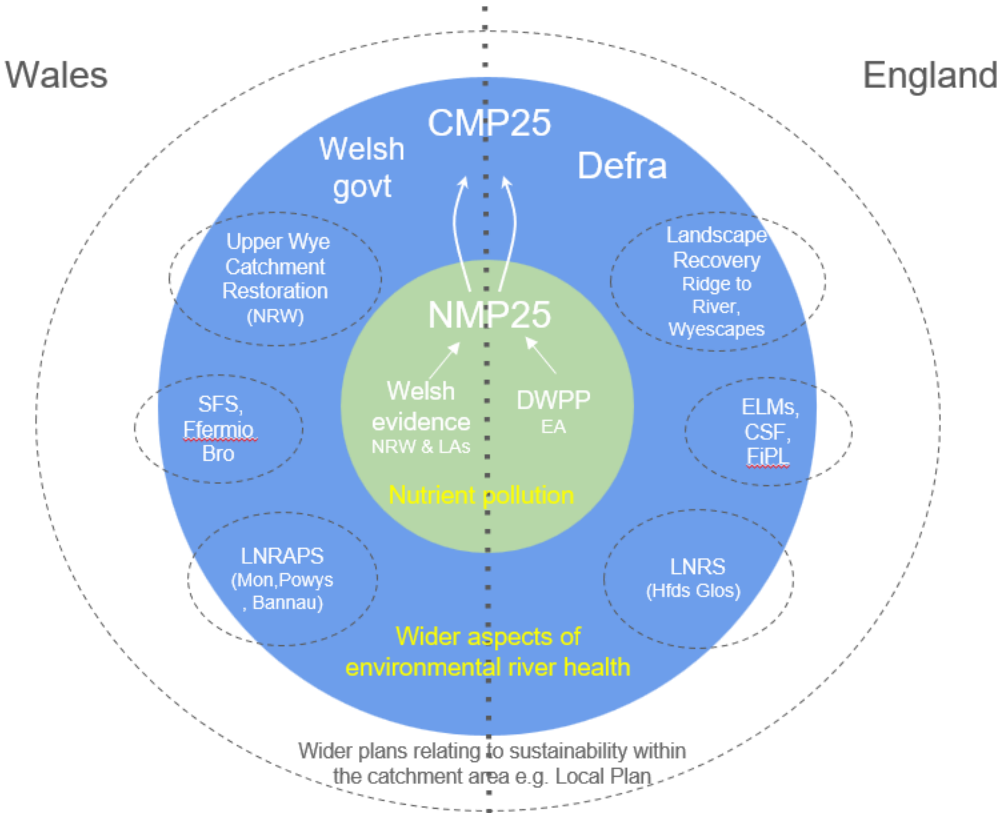 Wales
England
CMP25
Welsh
govt
Defra
Upper Wye
Catchment
Restoration
(NRW)
Landscape
Recovery
Ridge to
River,
Wyescapes
NMP25
Welsh
evidence
NRW & LAs
DWPP
EA
SFS,
Ffermio
Bro
ELMs,
CSF,
FiPL
Nutrient pollution
LNRAPS
(Mon,Powys
, Bannau)
LNRS
(Hfds Glos)
Wider aspects of
environmental river health
Wider plans relating to sustainability within
the catchment area e.g. Local Plan